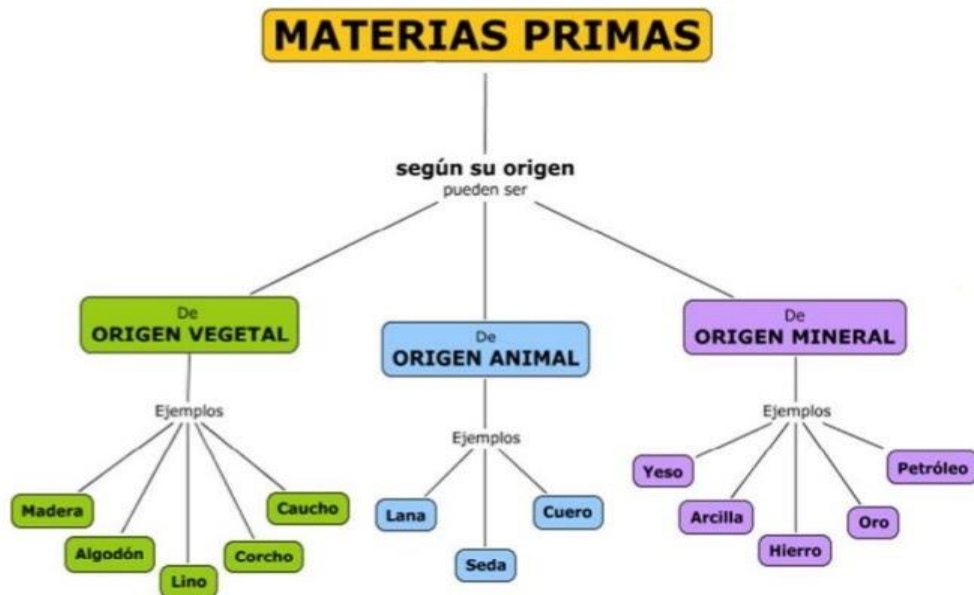 MATERIAS PRIMAS
según su origen
pueden ser
De
ORIGEN VEGETAL
De
ORIGEN ANIMAL
De
ORIGEN MINERAL
Ejemplos
Madera
Algodón
Lino
Corcho
Caucho
Ejemplos
Lana
Seda
Cuero
Ejemplos
Yeso
Arcilla
Hierro
Oro
Petróleo